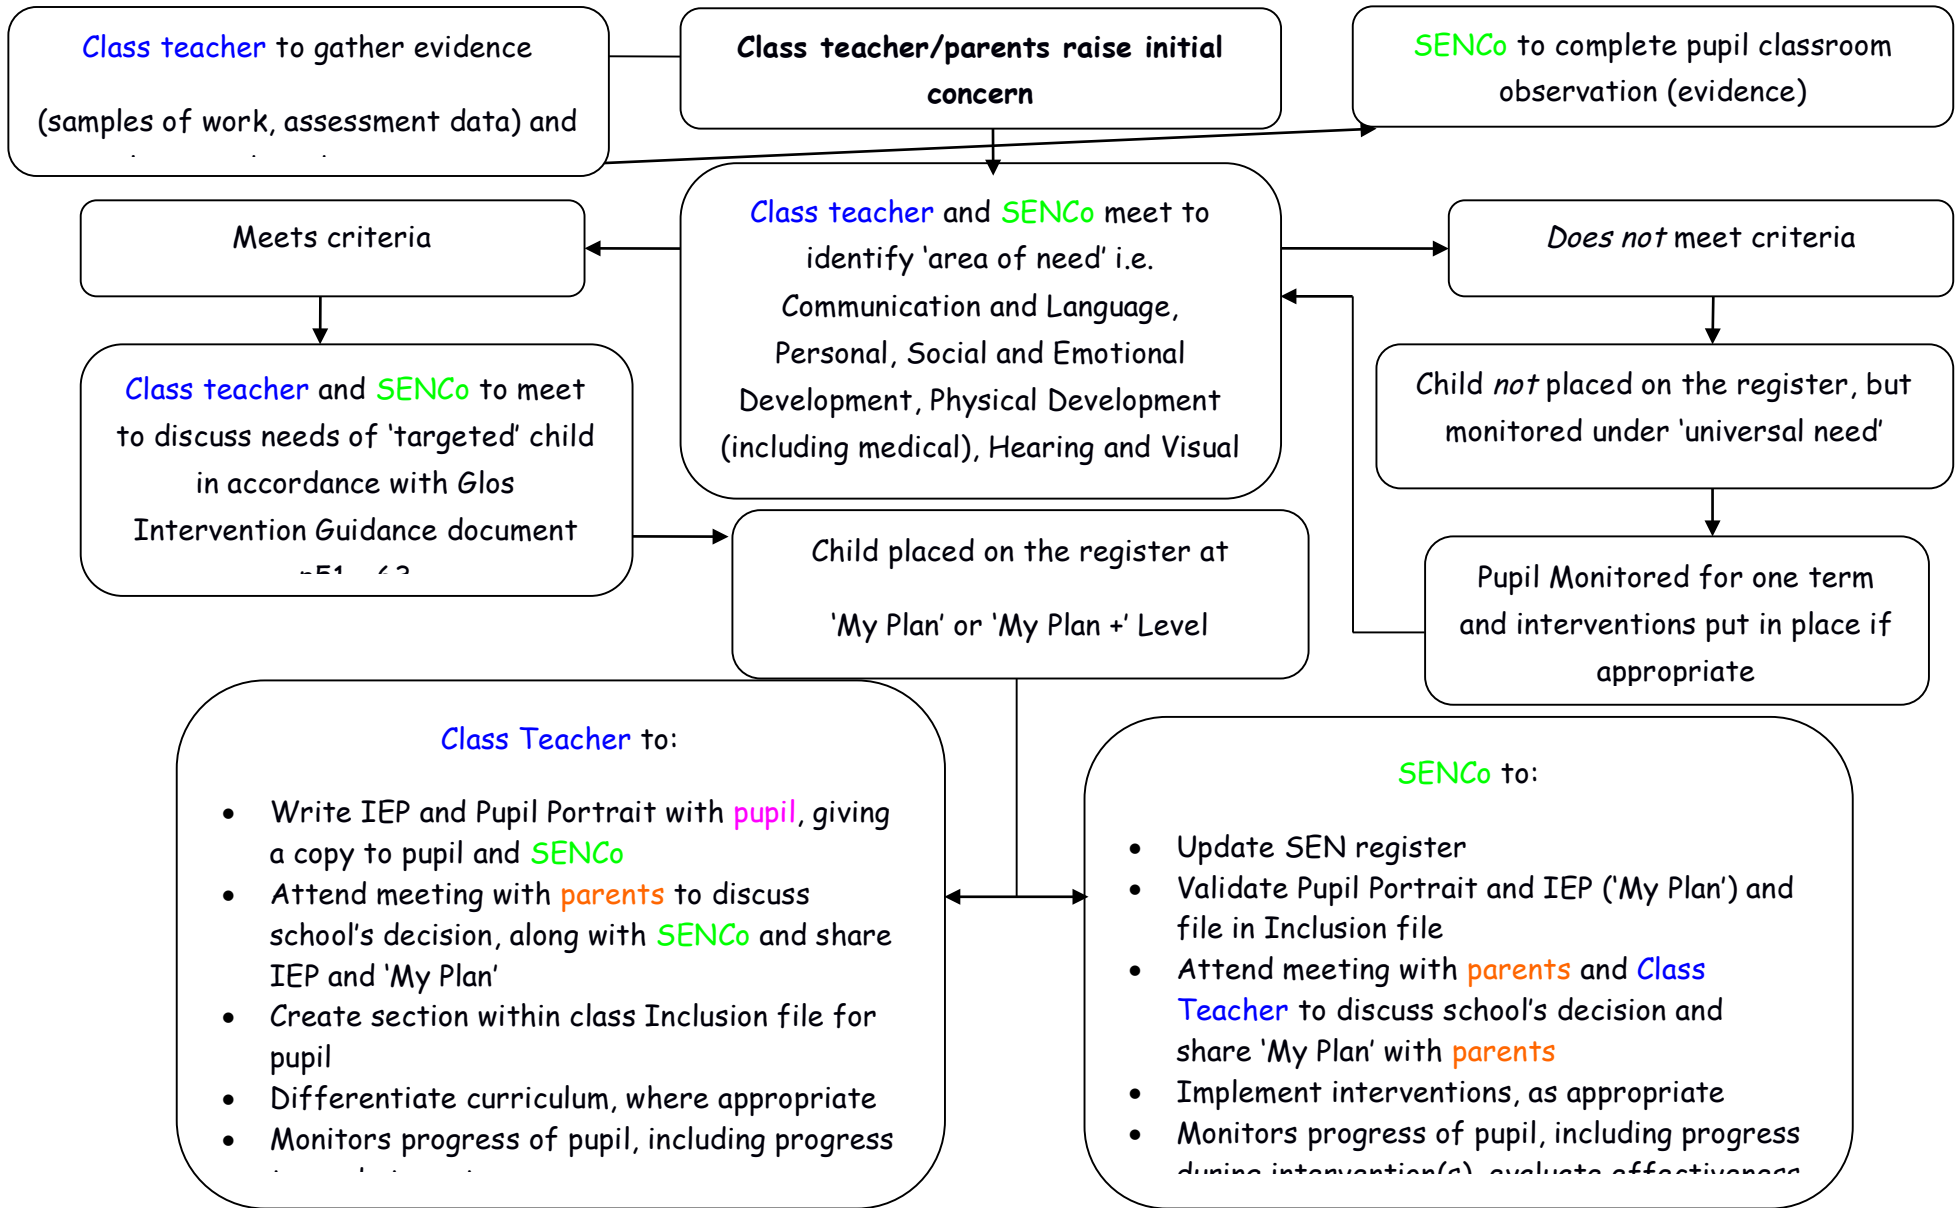 Class teacher to gather evidence
(samples of work, assessment data) and
Class teacher/parents raise initial
concern
SENCo to complete pupil classroom
observation (evidence)
Meets criteria
Class teacher and SENCo meet to
identify ‘area of need’ i.e.
Communication and Language,
Personal, Social and Emotional
Development, Physical Development
(including medical), Hearing and Visual
Does not meet criteria
Class teacher and SENCo to meet
to discuss needs of ‘targeted’ child
in accordance with Glos
Intervention Guidance document
Child not placed on the register, but
monitored under ‘universal need’
Child placed on the register at
‘My Plan’ or ‘My Plan +’ Level
Pupil Monitored for one term
and interventions put in place if
appropriate
Class Teacher to:
• Write IEP and Pupil Portrait with pupil, giving
a copy to pupil and SENCo
• Attend meeting with parents to discuss
school’s decision, along with SENCo and share
IEP and ‘My Plan’
• Create section within class Inclusion file for
pupil
• Differentiate curriculum, where appropriate
• Monitors progress of pupil, including progress
SENCo to:
• Update SEN register
• Validate Pupil Portrait and IEP (‘My Plan’) and
file in Inclusion file
• Attend meeting with parents and Class
Teacher to discuss school’s decision and
share ‘My Plan’ with parents
• Implement interventions, as appropriate
• Monitors progress of pupil, including progress
during intervention(s), evaluate effectiveness